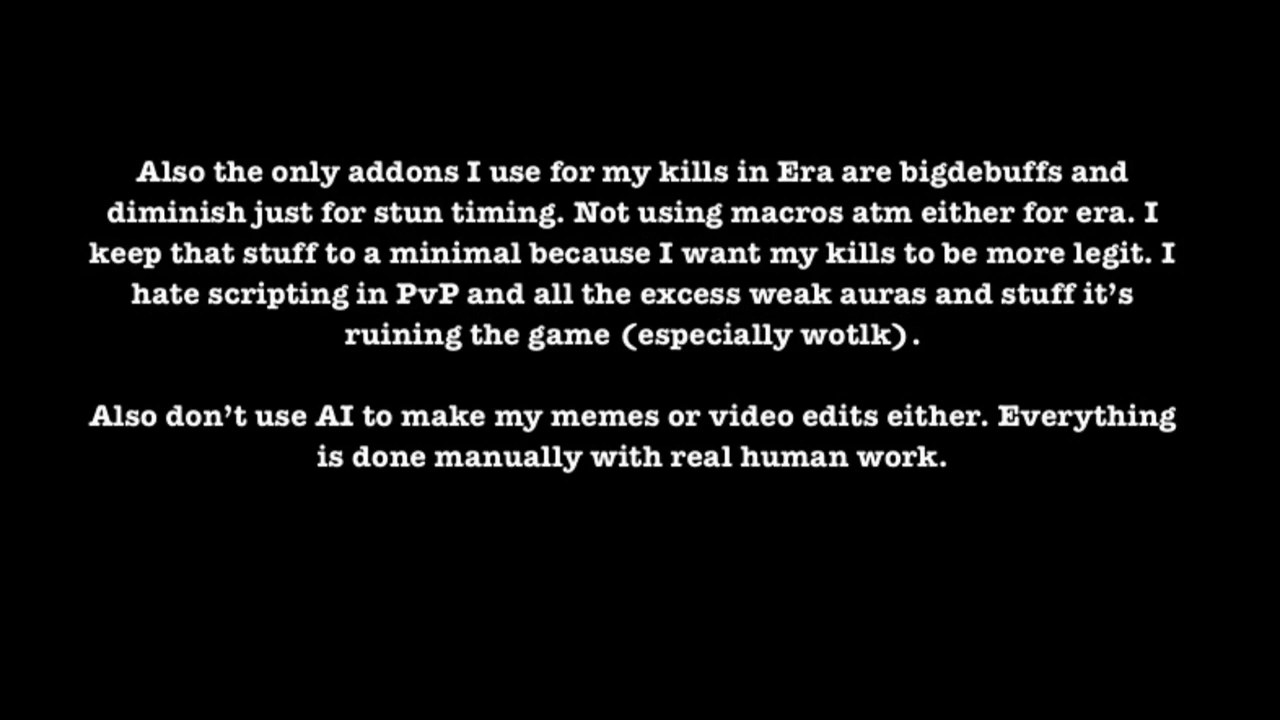 Also the only addons I use for my kills in Era are bigdebuffs and
diminish just for stun timing. Not using macros atm either for era. I
keep that stuff to a minimal because I want my kills to be more legit. I
hate scripting in PvP and all the excess weak auras and stuff it’s
ruining the game (especially wotlk).
Also don’t use AI to make my memes or video edits either. Everything
is done manually with real human work.